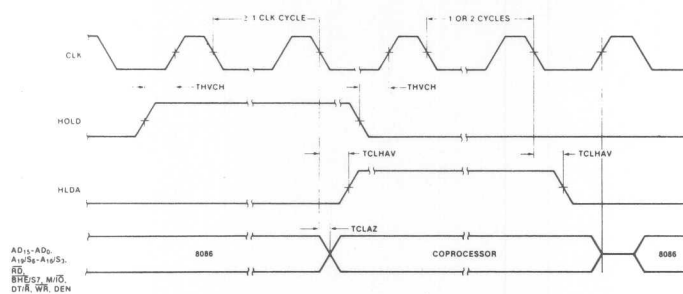 ≥ 1 CLK CYCLE
1 OR 2 CYCLES
CLK
THVCH
THVCH
HOLD
TCLHAV
TCLHAV
HLDA
TCLAZ
AD15-AD0,
A19/S6-A16/S3,
RD,
BHE/S7, M/IO,
DT/R, WR, DEN
8086
COPROCESSOR
8086